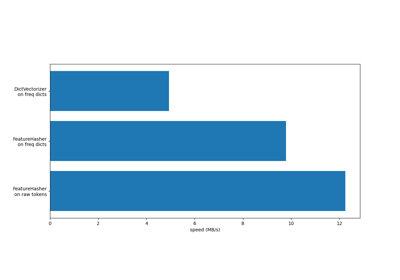 DictVectorizer
on freq dicts
FeatureHasher
on freq dicts
FeatureHasher
on raw tokens
0 2 4 6 8 10 12
speed (MB/s)